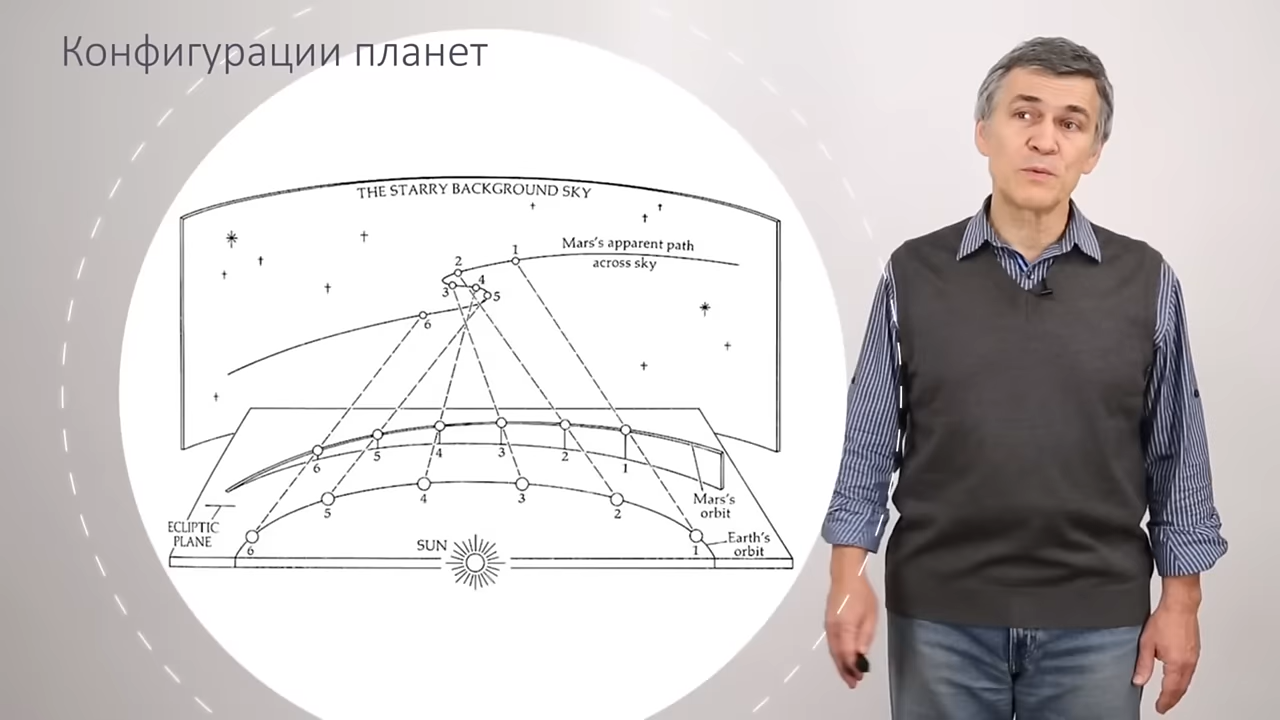 Конфигурации планет
THE STARRY BACKGROUND SKY
Mars's apparent path
across sky
1
2
3
4
5
6
6
5
4
3
2
1
Mars's
orbit
6
5
4
3
2
1
ECLIPTIC
PLANE
SUN
Earth's
orbit